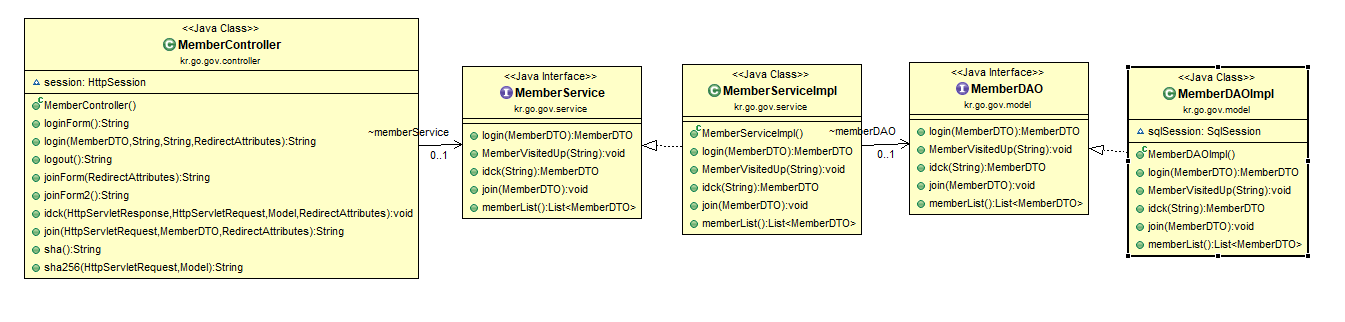 <<Java Class>>
MemberController
kr.go.gov.controller
session: HttpSession
MemberController()
loginForm():String
login(MemberDTO,String,String,RedirectAttributes):String
logout():String
joinForm(RedirectAttributes):String
joinForm2():String
idck(HttpServletResponse,HttpServletRequest,Model,RedirectAttributes):void
join(HttpServletRequest,MemberDTO,RedirectAttributes):String
sha():String
sha256(HttpServletRequest,Model):String
~memberService
0..1
<<Java Interface>>
MemberService
kr.go.gov.service
login(MemberDTO):MemberDTO
MemberVisitedUp(String):void
idck(String):MemberDTO
join(MemberDTO):void
memberList():List<MemberDTO>
<<Java Class>>
MemberServiceImpl
kr.go.gov.service
MemberServiceImpl()
login(MemberDTO):MemberDTO
MemberVisitedUp(String):void
idck(String):MemberDTO
join(MemberDTO):void
memberList():List<MemberDTO>
~memberDAO
0..1
<<Java Interface>>
MemberDAO
kr.go.gov.model
login(MemberDTO):MemberDTO
MemberVisitedUp(String):void
idck(String):MemberDTO
join(MemberDTO):void
memberList():List<MemberDTO>
<<Java Class>>
MemberDAOImpl
kr.go.gov.model
sqlSession: SqlSession
MemberDAOImpl()
login(MemberDTO):MemberDTO
MemberVisitedUp(String):void
idck(String):MemberDTO
join(MemberDTO):void
memberList():List<MemberDTO>